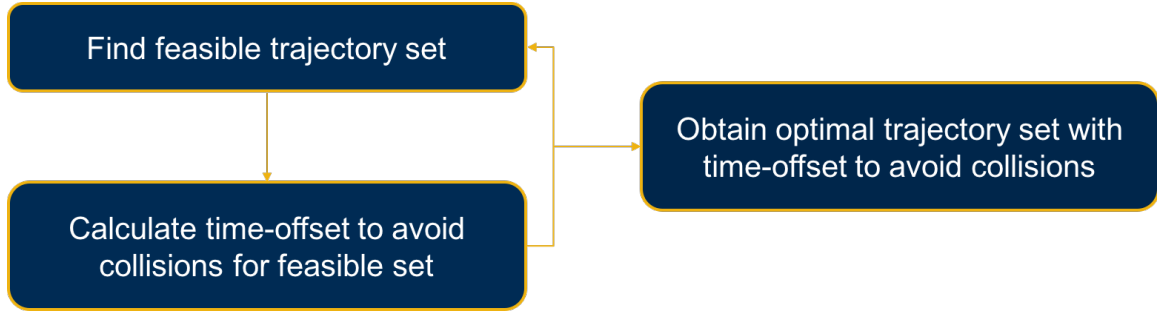 Find feasible trajectory set
Obtain optimal trajectory set with
time-offset to avoid collisions
Calculate time-offset to avoid
collisions for feasible set